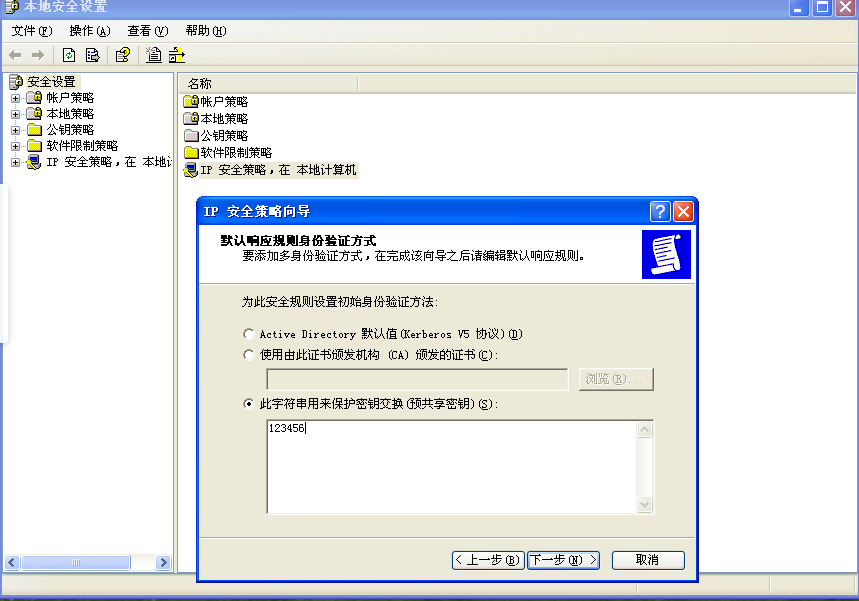 本地安全设置
文件(F) 操作(A) 查看(V) 帮助(H)
安全设置
帐户策略
本地策略
公钥策略
软件限制策略
IP 安全策略，在 本地计
名称
帐户策略
本地策略
公钥策略
软件限制策略
IP 安全策略，在 本地计算机
IP 安全策略向导
默认响应规则身份验证方式
要添加多身份验证方式，在完成该向导之后请编辑默认响应规则。
为此安全规则设置初始身份验证方法:
Active Directory 默认值(Kerberos V5 协议)(D)
使用由此证书颁发机构 (CA) 颁发的证书(C):
浏览(R)...
此字符串用来保护密钥交换(预共享密钥)(S):
123456
< 上一步(B) 下一步(N) > 取消